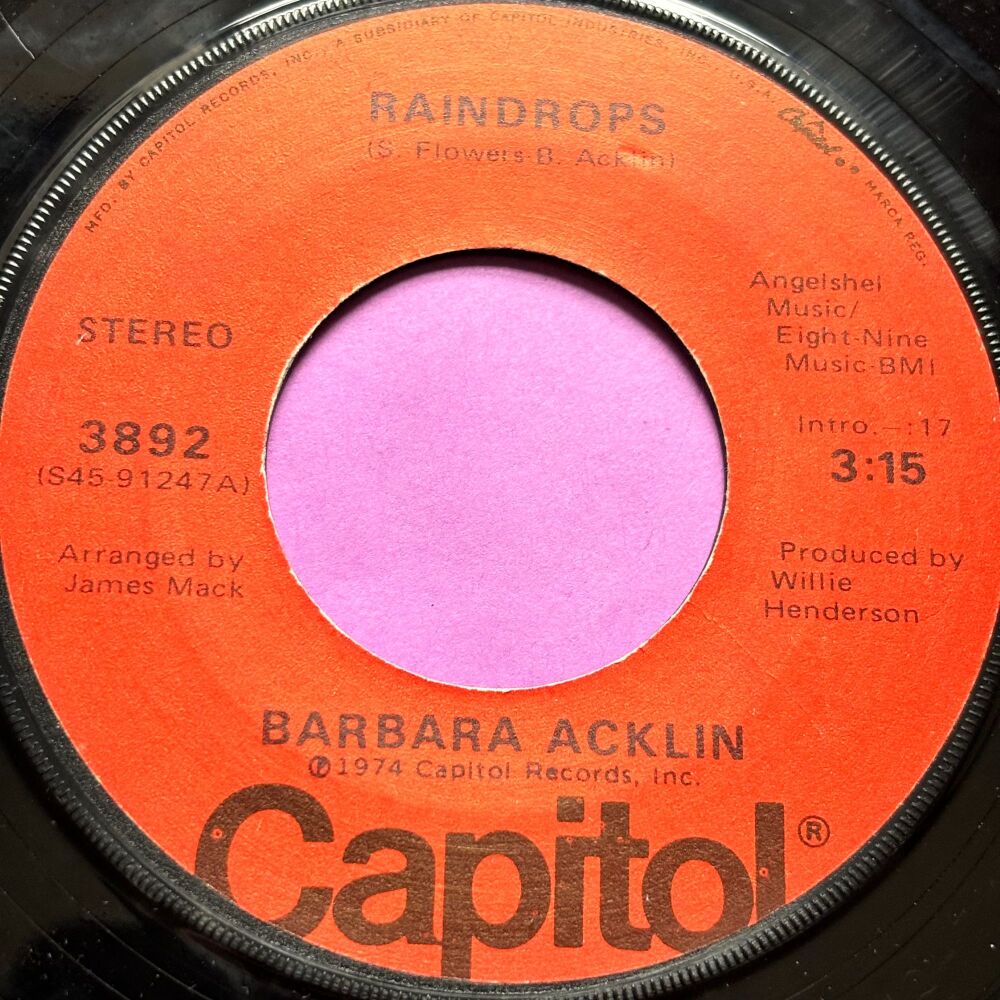 MFD. BY CAPITOL RECORDS, INC., A SUBSIDIARY OF CAPITOL INDUSTRIES, INC., U.S.A.
Capitol
MARCA REG.
RAINDROPS
(S. Flowers-B. Acklin)
STEREO
3892
(S45-91247A)
Arranged by
James Mack
Angelshel
Music/
Eight-Nine
Music-BMI
Intro.—:17
3:15
Produced by
Willie
Henderson
BARBARA ACKLIN
℗1974 Capitol Records, Inc.
Capitol®